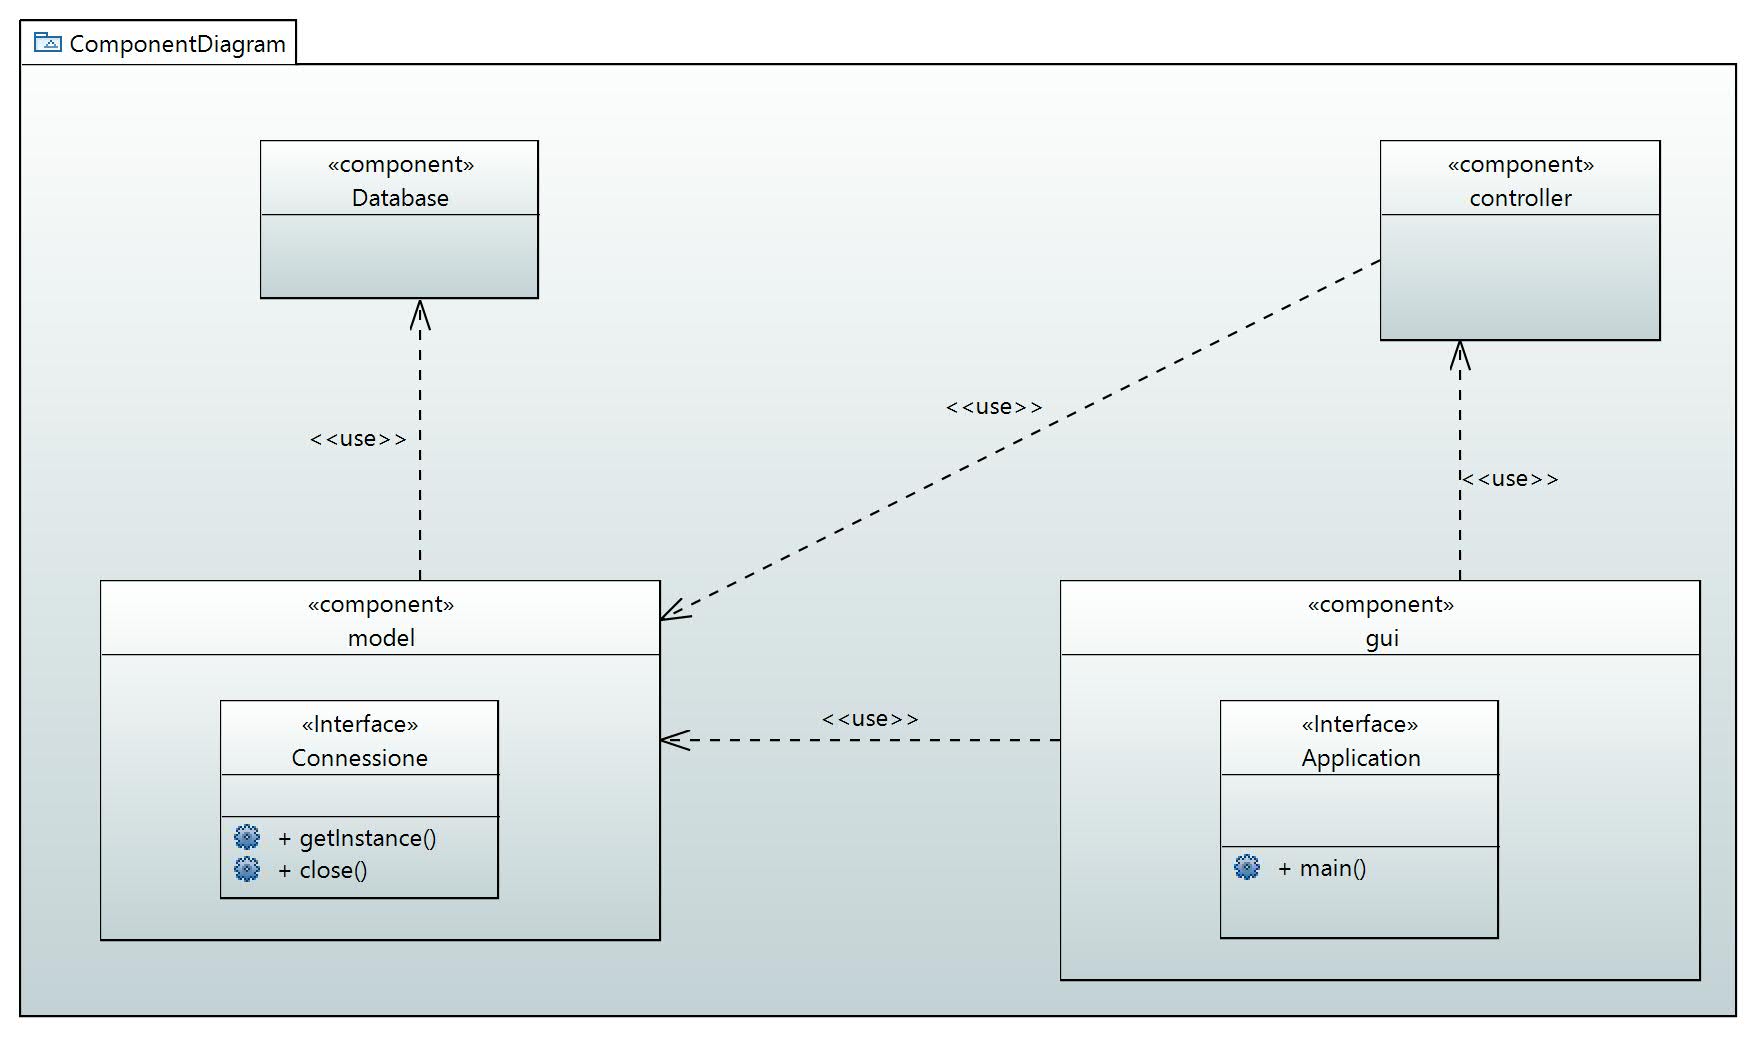 ComponentDiagram
«component»
Database
«component»
controller
<<use>>
<<use>>
<<use>>
«component»
model
«component»
gui
«Interface»
Connessione
+ getInstance()
+ close()
<<use>>
«Interface»
Application
+ main()